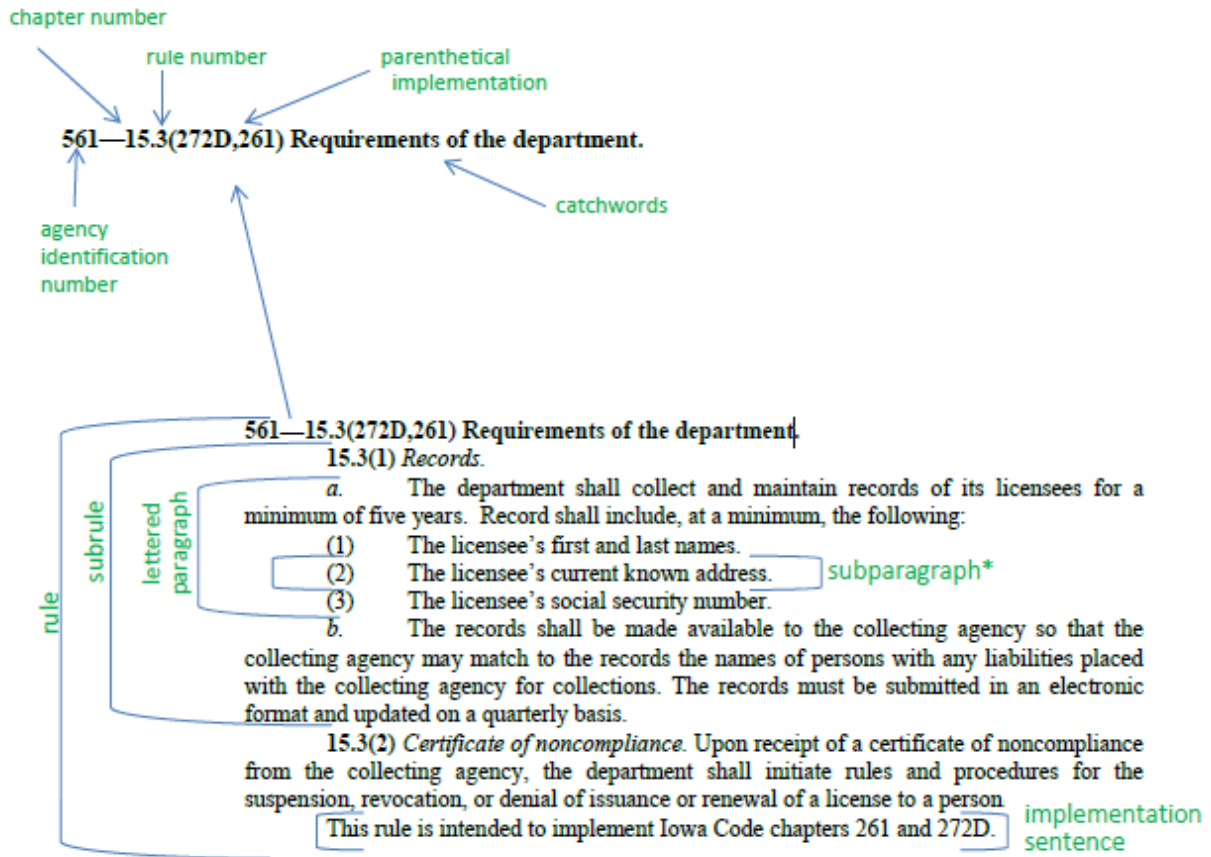 chapter number
rule number
parenthetical
implementation
561—15.3(272D,261) Requirements of the department.
catchwords
agency
identification
number
561—15.3(272D,261) Requirements of the department.
15.3(1) Records.
a. The department shall collect and maintain records of its licensees for a
minimum of five years. Record shall include, at a minimum, the following:
(1) The licensee's first and last names.
(2) The licensee's current known address.
subparagraph*
(3) The licensee's social security number.
b. The records shall be made available to the collecting agency so that the
collecting agency may match to the records the names of persons with any liabilities placed
with the collecting agency for collections. The records must be submitted in an electronic
format and updated on a quarterly basis.
15.3(2) Certificate of noncompliance. Upon receipt of a certificate of noncompliance
from the collecting agency, the department shall initiate rules and procedures for the
suspension, revocation, or denial of issuance or renewal of a license to a person
This rule is intended to implement Iowa Code chapters 261 and 272D.
implementation
sentence
rule
subrule
lettered
paragraph